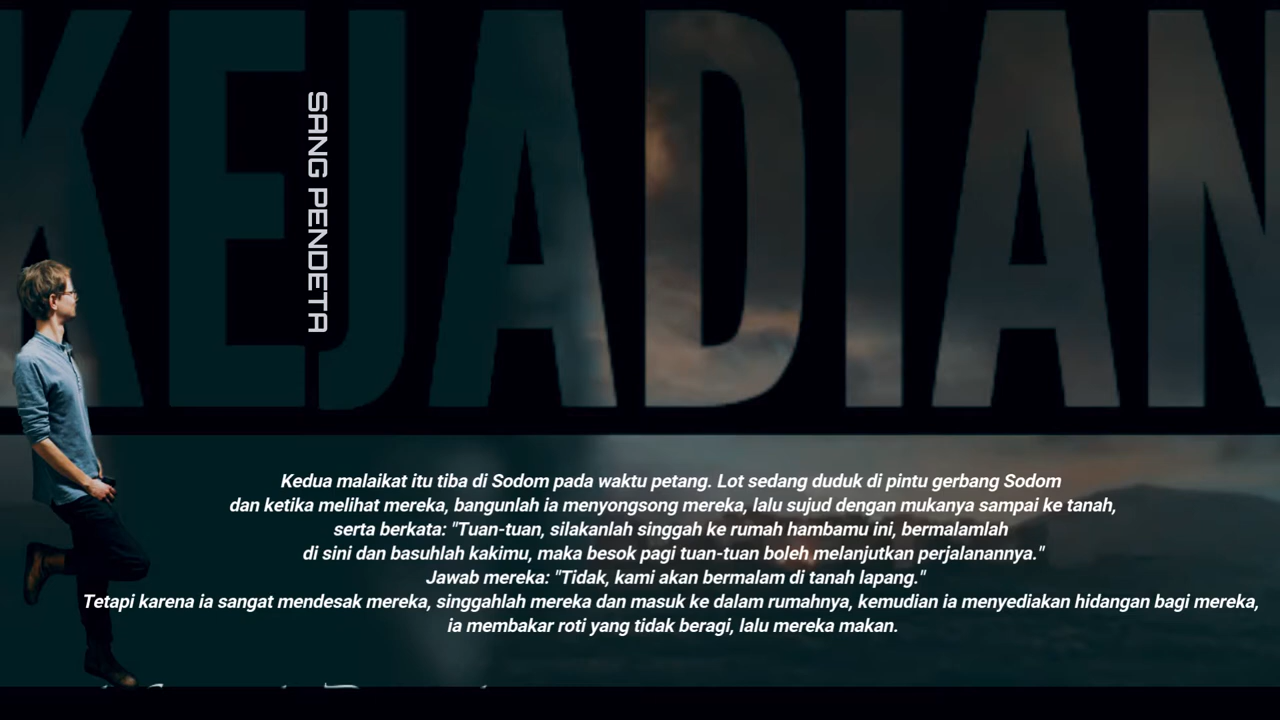 KEJADIAN
SANG PENDETA
Kedua malaikat itu tiba di Sodom pada waktu petang. Lot sedang duduk di pintu gerbang Sodom
dan ketika melihat mereka, bangunlah ia menyongsong mereka, lalu sujud dengan mukanya sampai ke tanah,
serta berkata: "Tuan-tuan, silakanlah singgah ke rumah hambamu ini, bermalamlah
di sini dan basuhlah kakimu, maka besok pagi tuan-tuan boleh melanjutkan perjalanannya."
Jawab mereka: "Tidak, kami akan bermalam di tanah lapang."
Tetapi karena ia sangat mendesak mereka, singgahlah mereka dan masuk ke dalam rumahnya, kemudian ia menyediakan hidangan bagi mereka,
ia membakar roti yang tidak beragi, lalu mereka makan.